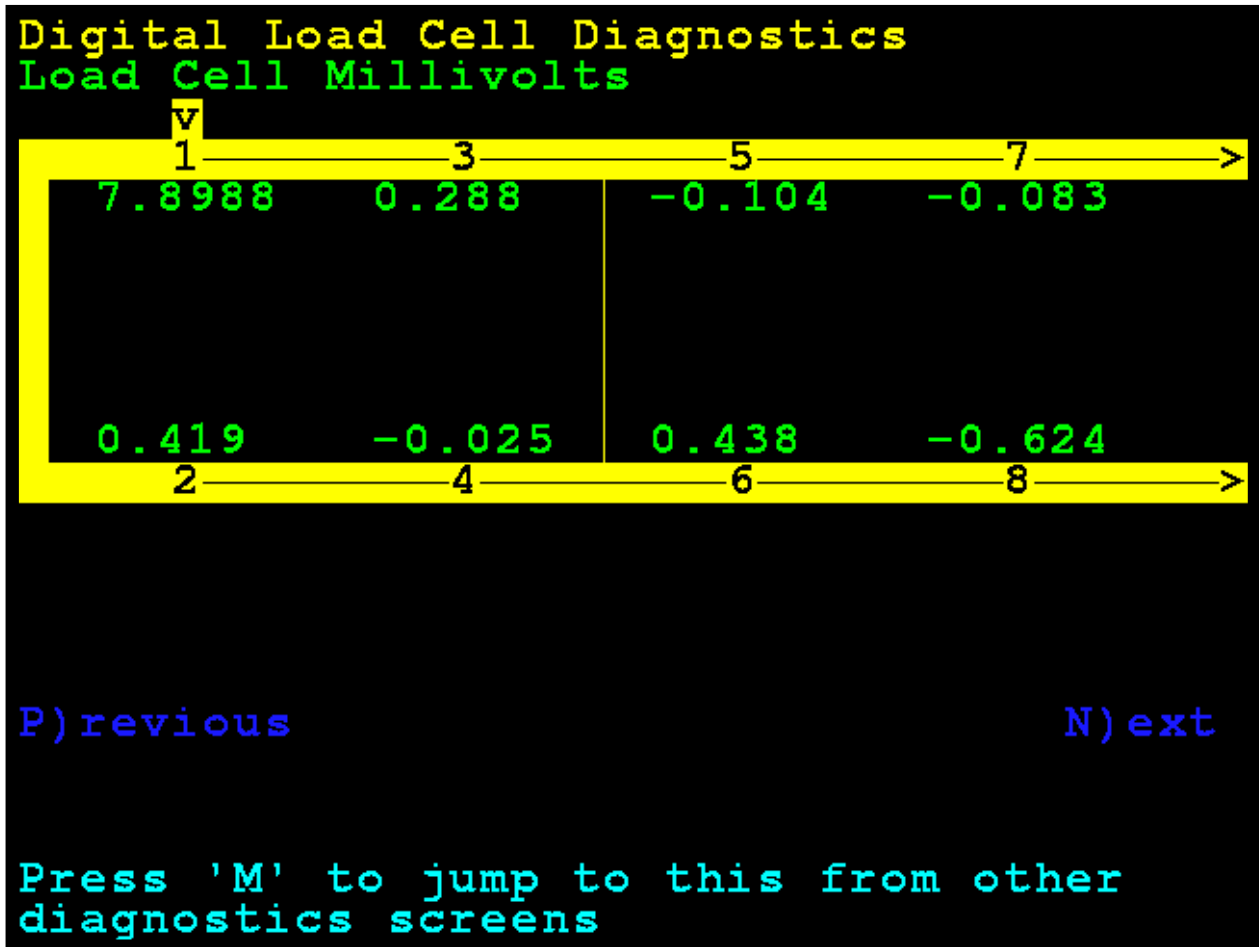 Digital Load Cell Diagnostics
Load Cell Millivolts
v
1 3 5 7 >
7.8988 0.288 -0.104 -0.083
0.419 -0.025 0.438 -0.624
2 4 6 8 >
P)revious N)ext
Press 'M' to jump to this from other
diagnostics screens